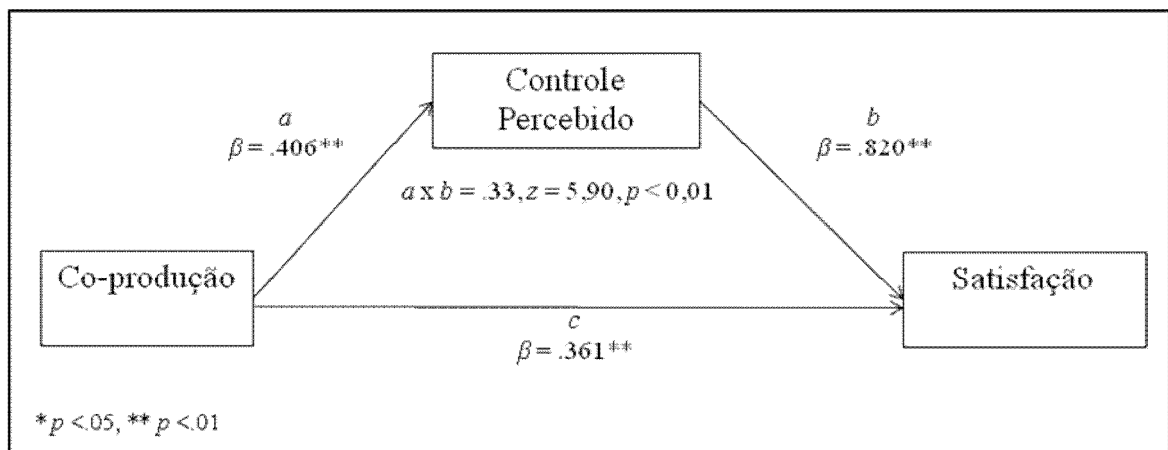 Controle
Percebido
a
β = .406**
b
β = .820**
a x b = .33, z = 5,90, p < 0,01
Co-produção
Satisfação
c
β = .361**
* p <.05, ** p <.01